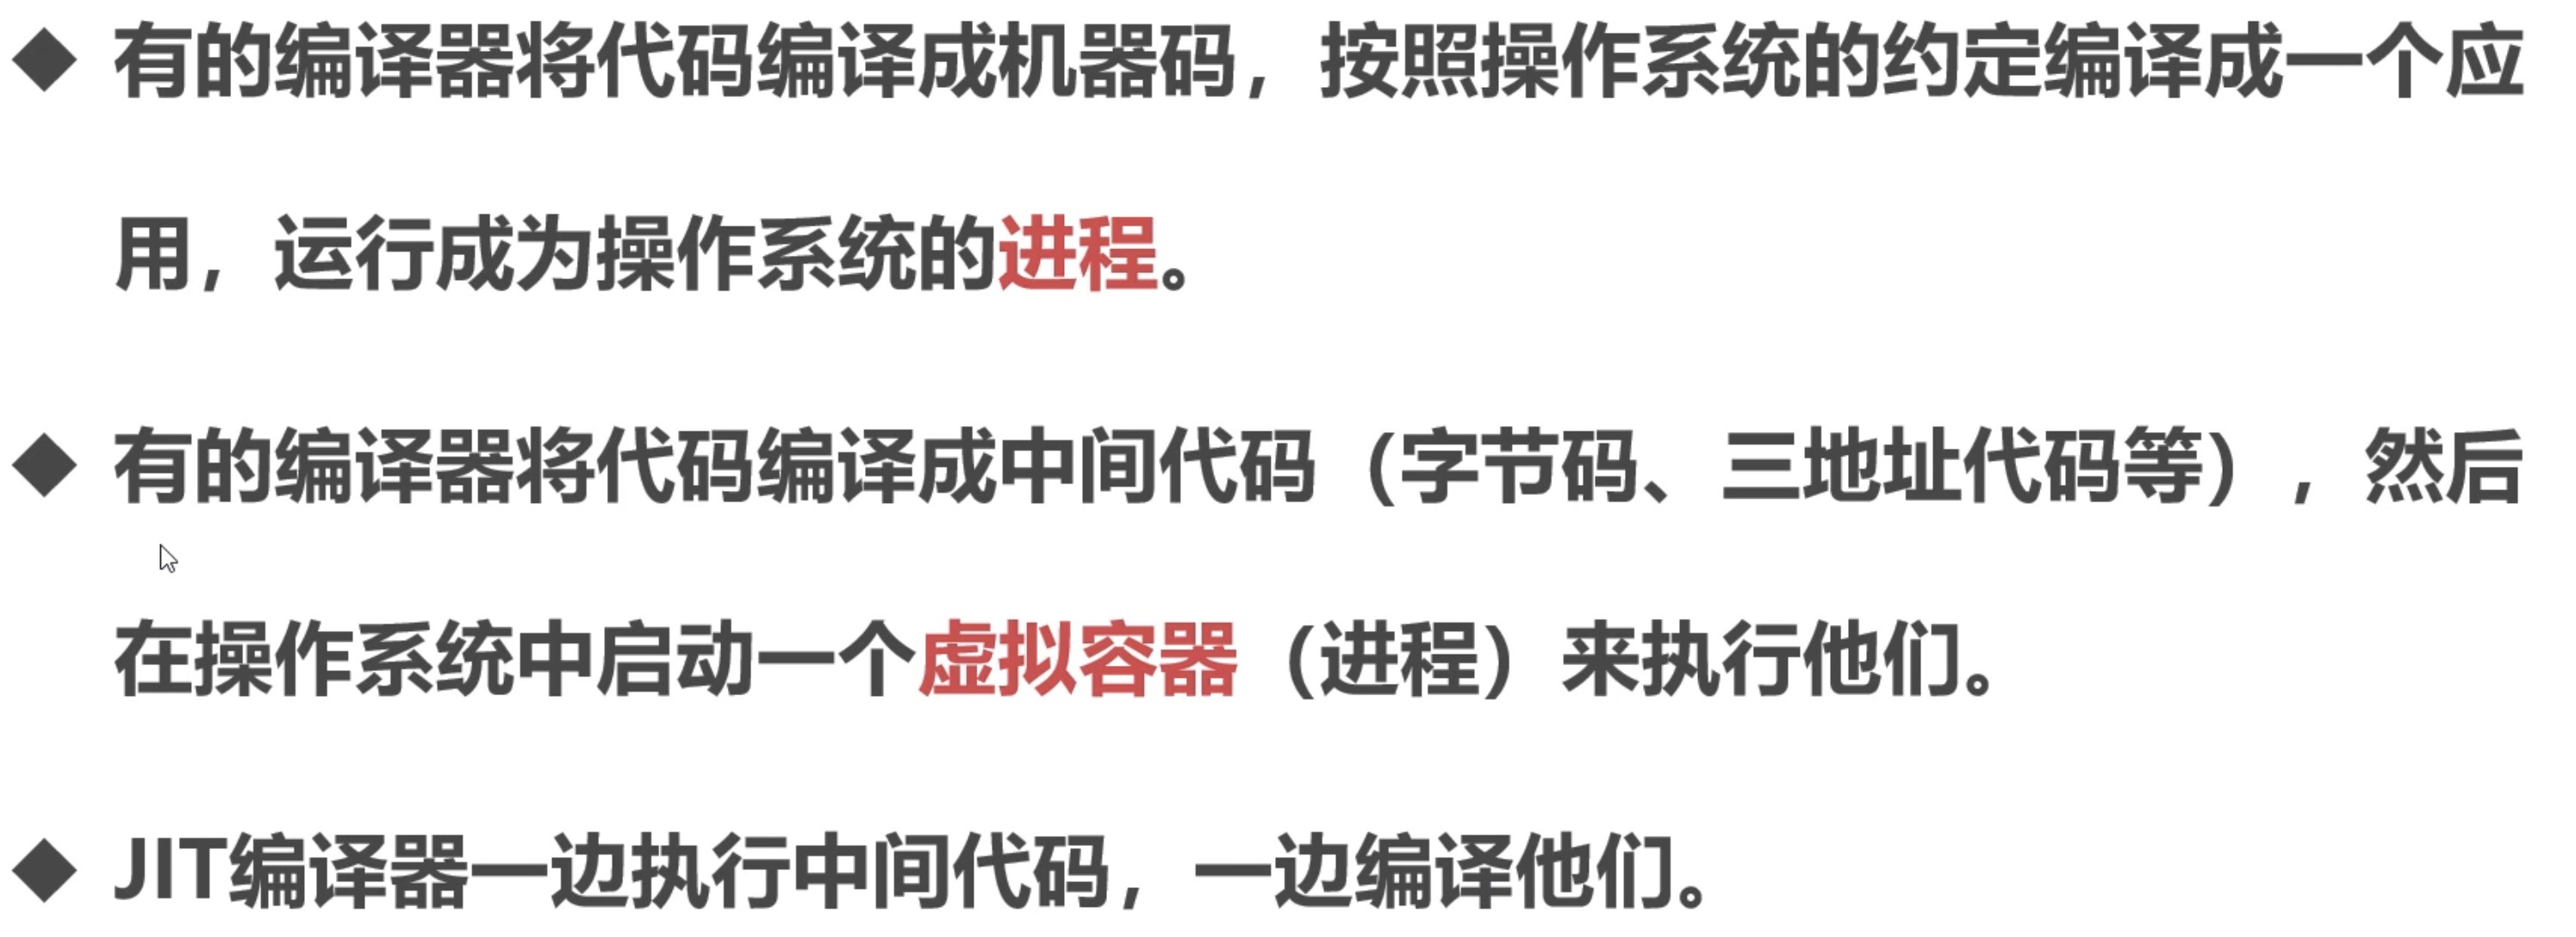 ◆ 有的编译器将代码编译成机器码，按照操作系统的约定编译成一个应
用，运行成为操作系统的进程。
◆ 有的编译器将代码编译成中间代码（字节码、三地址代码等），然后
在操作系统中启动一个虚拟容器（进程）来执行他们。
◆ JIT编译器一边执行中间代码，一边编译他们。